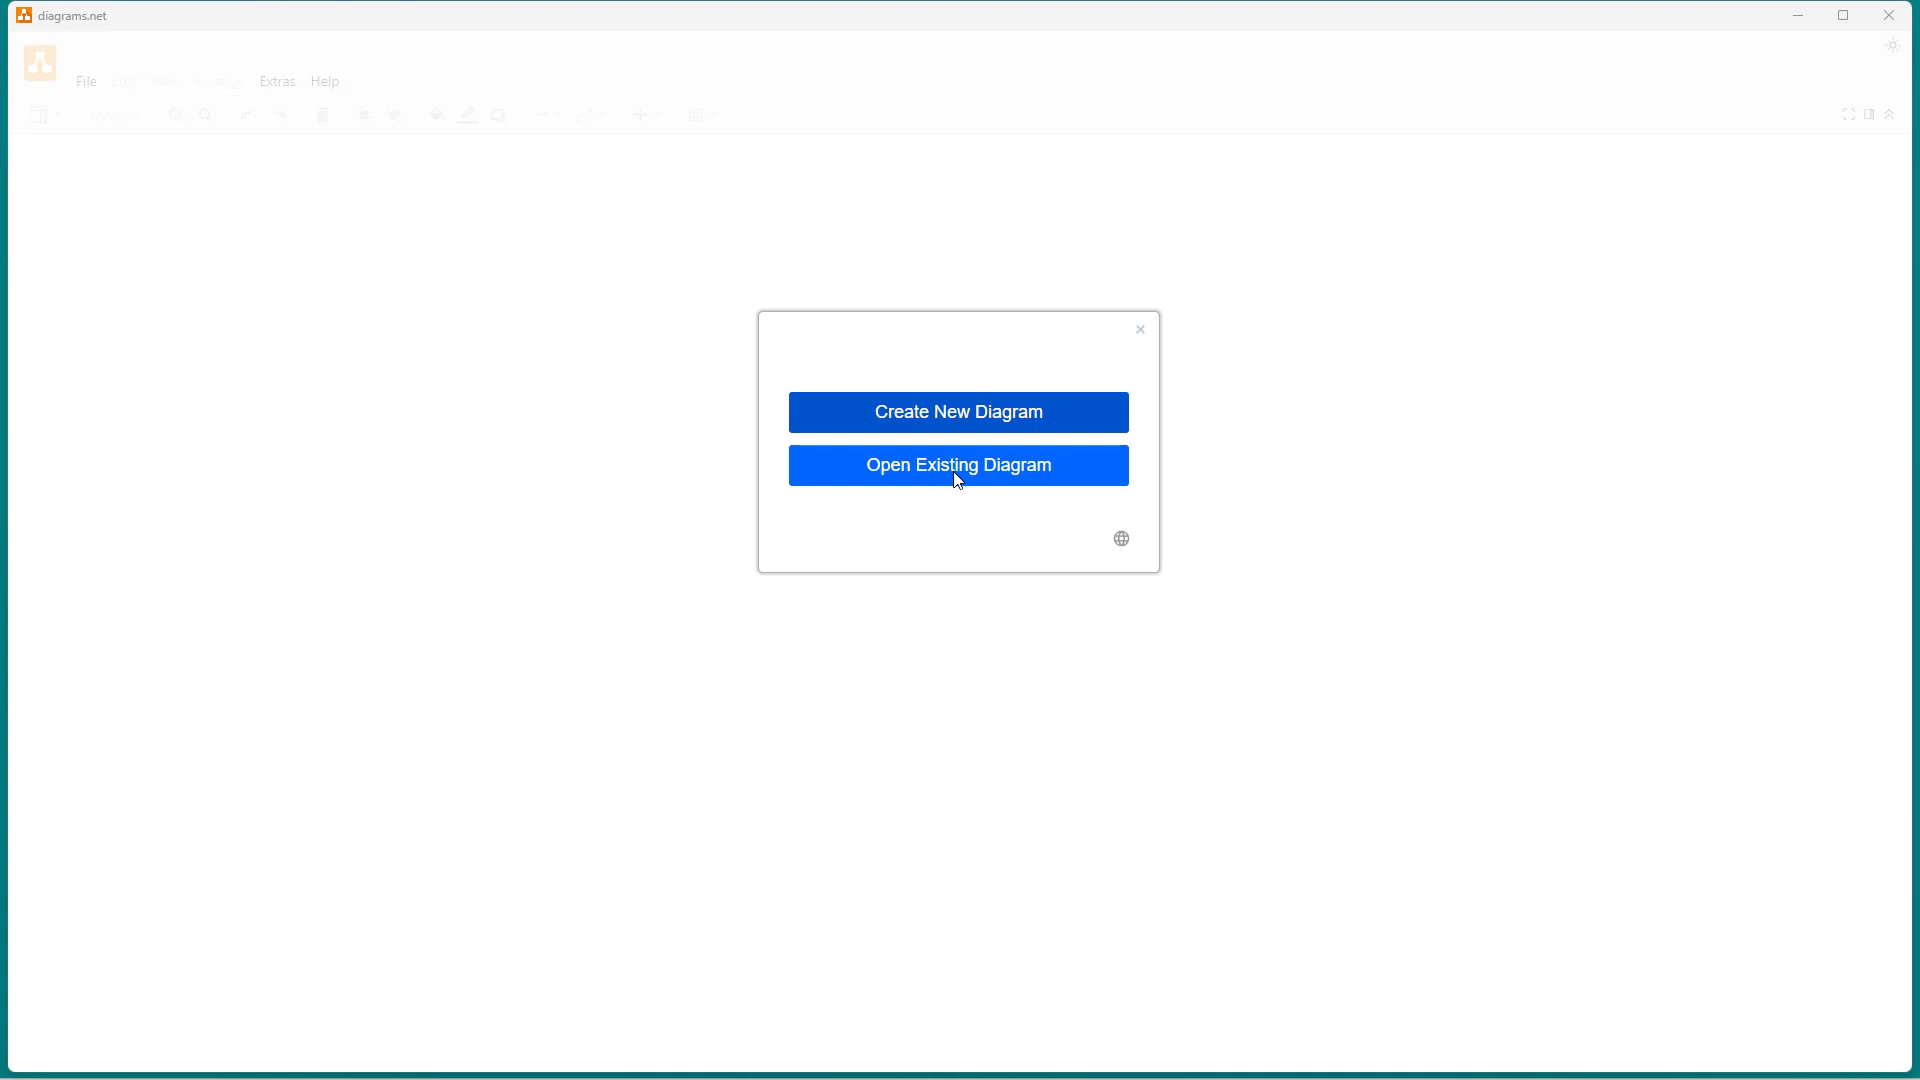 diagrams.net
File Extras Help
Create New Diagram
Open Existing Diagram